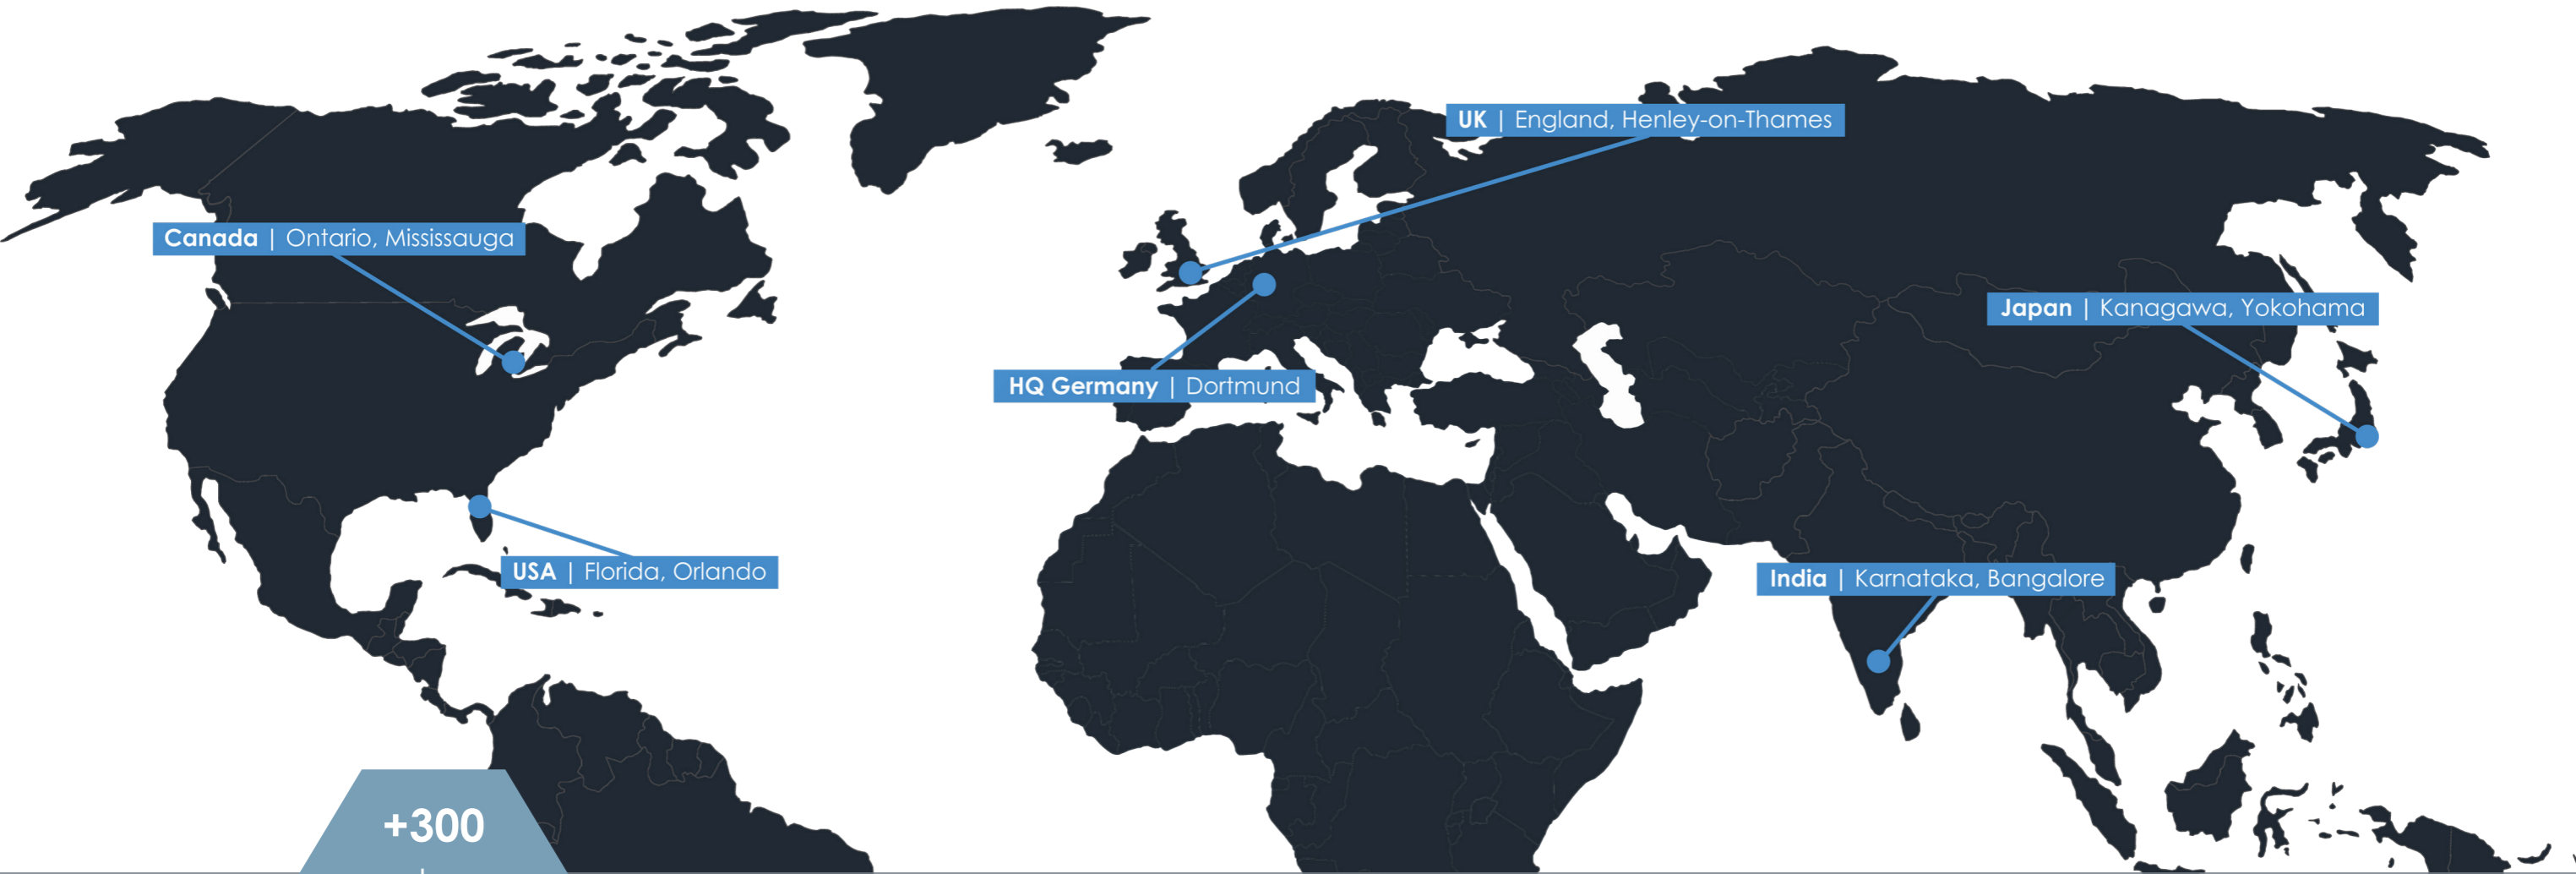 UK | England, Henley-on-Thames
Canada | Ontario, Mississauga
Japan | Kanagawa, Yokohama
HQ Germany | Dortmund
USA | Florida, Orlando
India | Karnataka, Bangalore
+300